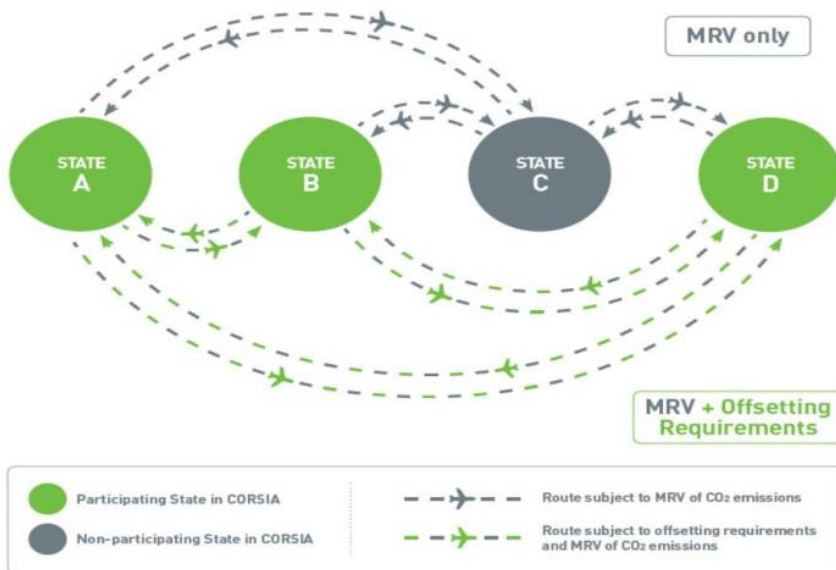 MRV only
STATE
A
STATE
B
STATE
C
STATE
D
MRV + Offsetting
Requirements
Participating State in CORSIA
Non-participating State in CORSIA
Route subject to MRV of CO₂ emissions
Route subject to offsetting requirements
and MRV of CO₂ emissions